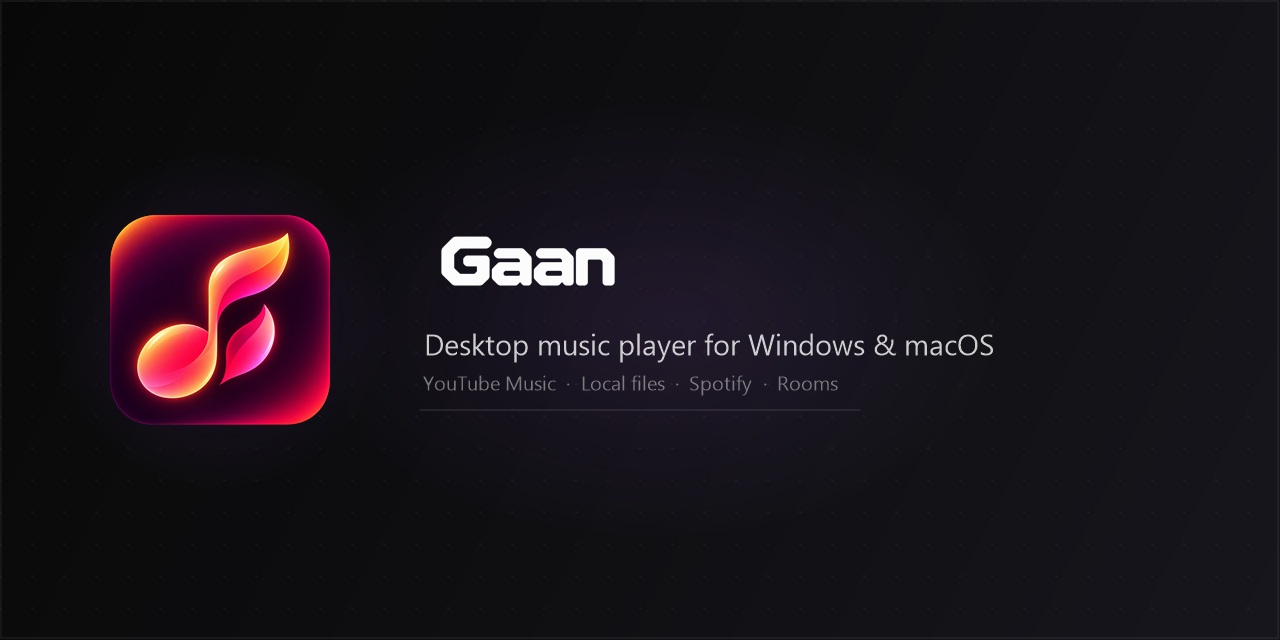 Gaan
Desktop music player for Windows & macOS
YouTube Music · Local files · Spotify · Rooms